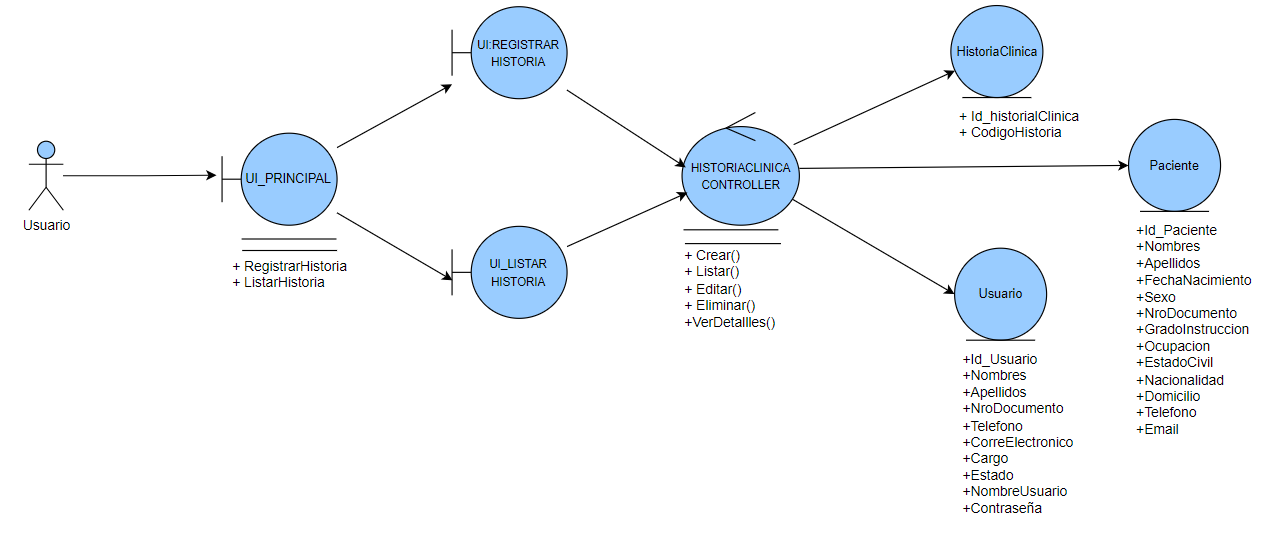 Usuario
UI_PRINCIPAL
+ RegistrarHistoria
+ ListarHistoria
UI:REGISTRAR
HISTORIA
UI_LISTAR
HISTORIA
HISTORIACLINICA
CONTROLLER
+ Crear()
+ Listar()
+ Editar()
+ Eliminar()
+VerDetallles()
HistoriaClinica
+ Id_historialClinica
+ CodigoHistoria
Paciente
+Id_Paciente
+Nombres
+Apellidos
+FechaNacimiento
+Sexo
+NroDocumento
+GradoInstruccion
+Ocupacion
+EstadoCivil
+Nacionalidad
+Domicilio
+Telefono
+Email
Usuario
+Id_Usuario
+Nombres
+Apellidos
+NroDocumento
+Telefono
+CorreElectronico
+Cargo
+Estado
+NombreUsuario
+Contraseña